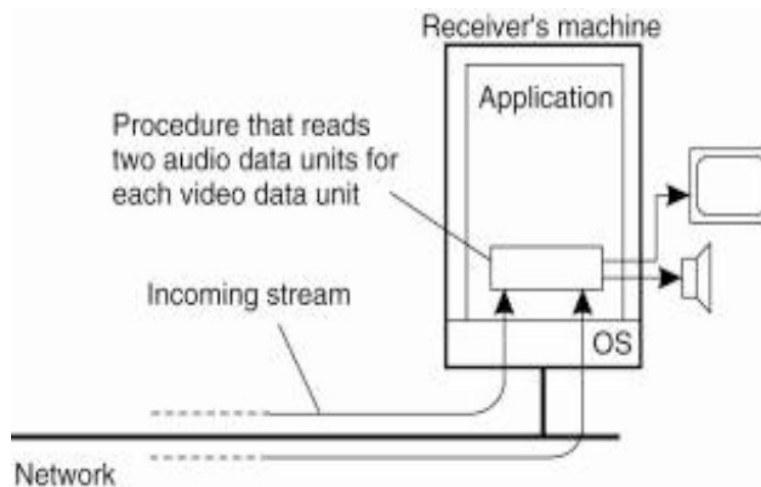 Receiver's machine
Application
Procedure that reads
two audio data units for
each video data unit
Incoming stream
OS
Network